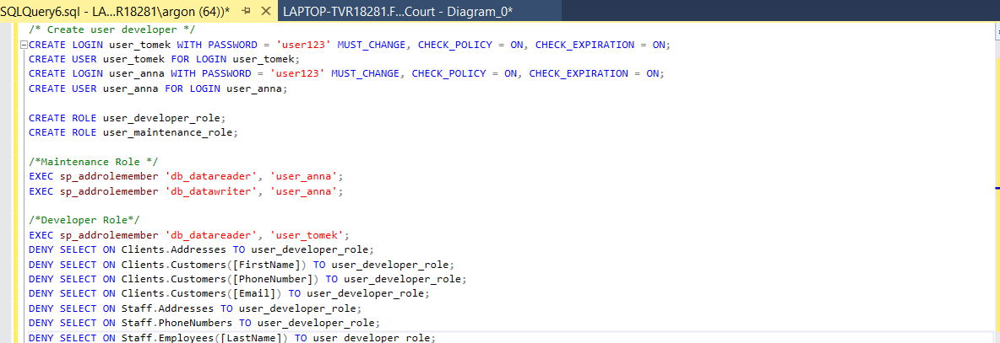 SQLQuery6.sql - LA...R18281\argon (64))*
LAPTOP-TVR18281.F...Court - Diagram_0*
/* Create user developer */
CREATE LOGIN user_tomek WITH PASSWORD = 'user123' MUST_CHANGE, CHECK_POLICY = ON, CHECK_EXPIRATION = ON;
CREATE USER user_tomek FOR LOGIN user_tomek;
CREATE LOGIN user_anna WITH PASSWORD = 'user123' MUST_CHANGE, CHECK_POLICY = ON, CHECK_EXPIRATION = ON;
CREATE USER user_anna FOR LOGIN user_anna;
CREATE ROLE user_developer_role;
CREATE ROLE user_maintenance_role;
/*Maintenance Role */
EXEC sp_addrolemember 'db_datareader', 'user_anna';
EXEC sp_addrolemember 'db_datawriter', 'user_anna';
/*Developer Role*/
EXEC sp_addrolemember 'db_datareader', 'user_tomek';
DENY SELECT ON Clients.Addresses TO user_developer_role;
DENY SELECT ON Clients.Customers([FirstName]) TO user_developer_role;
DENY SELECT ON Clients.Customers([PhoneNumber]) TO user_developer_role;
DENY SELECT ON Clients.Customers([Email]) TO user_developer_role;
DENY SELECT ON Staff.Addresses TO user_developer_role;
DENY SELECT ON Staff.PhoneNumbers TO user_developer_role;
DENY SELECT ON Staff.Employees([LastName]) TO user_developer_role;